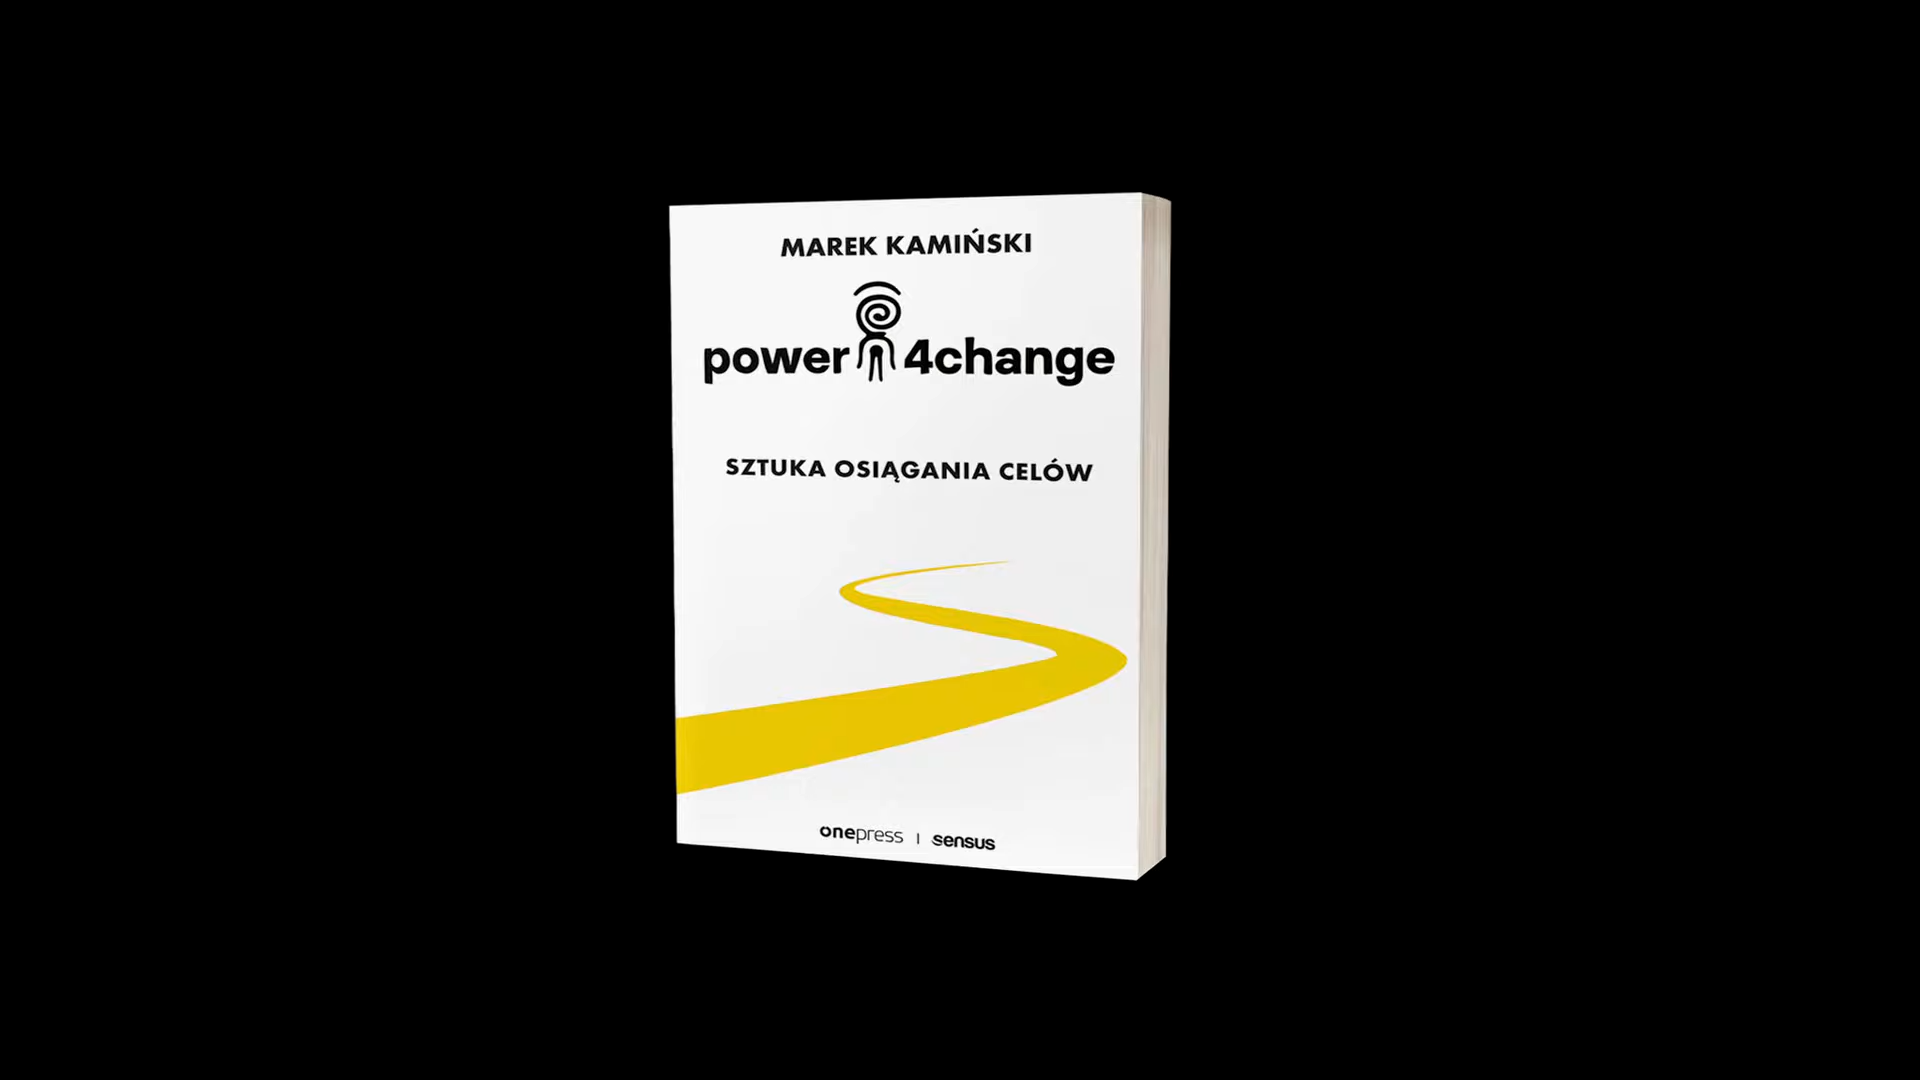 MAREK KAMIŃSKI
power 4change
SZTUKA OSIĄGANIA CELÓW
onepress | sensus